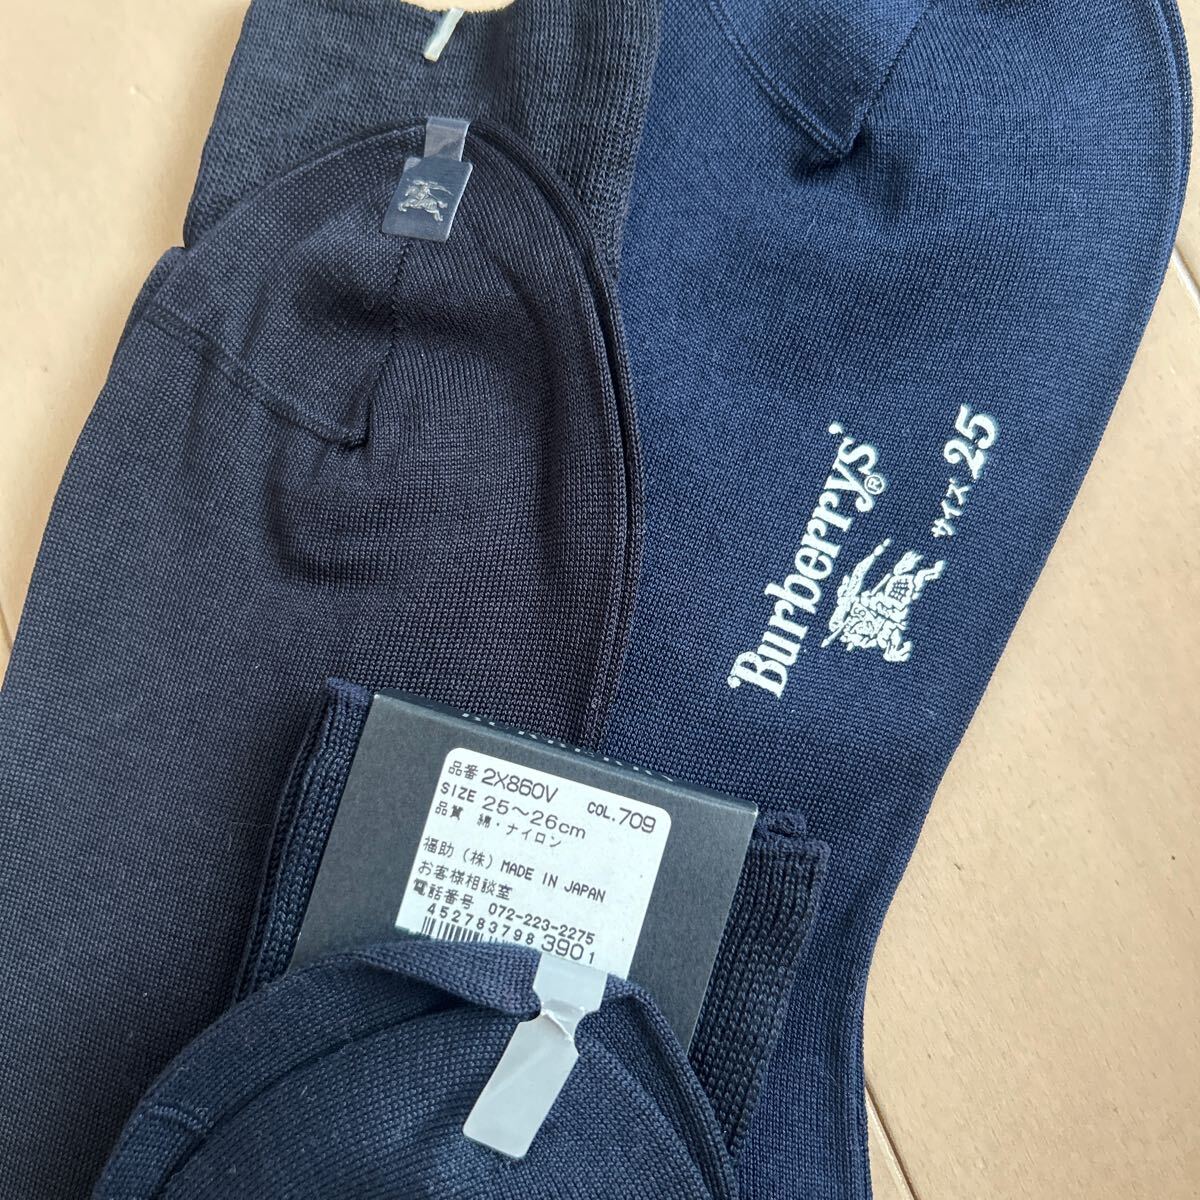 'Burberrys'®
サイズ 25
品番 2X860V COL.709
SIZE 25～26cm
品質 綿・ナイロン
福助(株) MADE IN JAPAN
お客様相談室
電話番号 072-223-2275
4527837983901